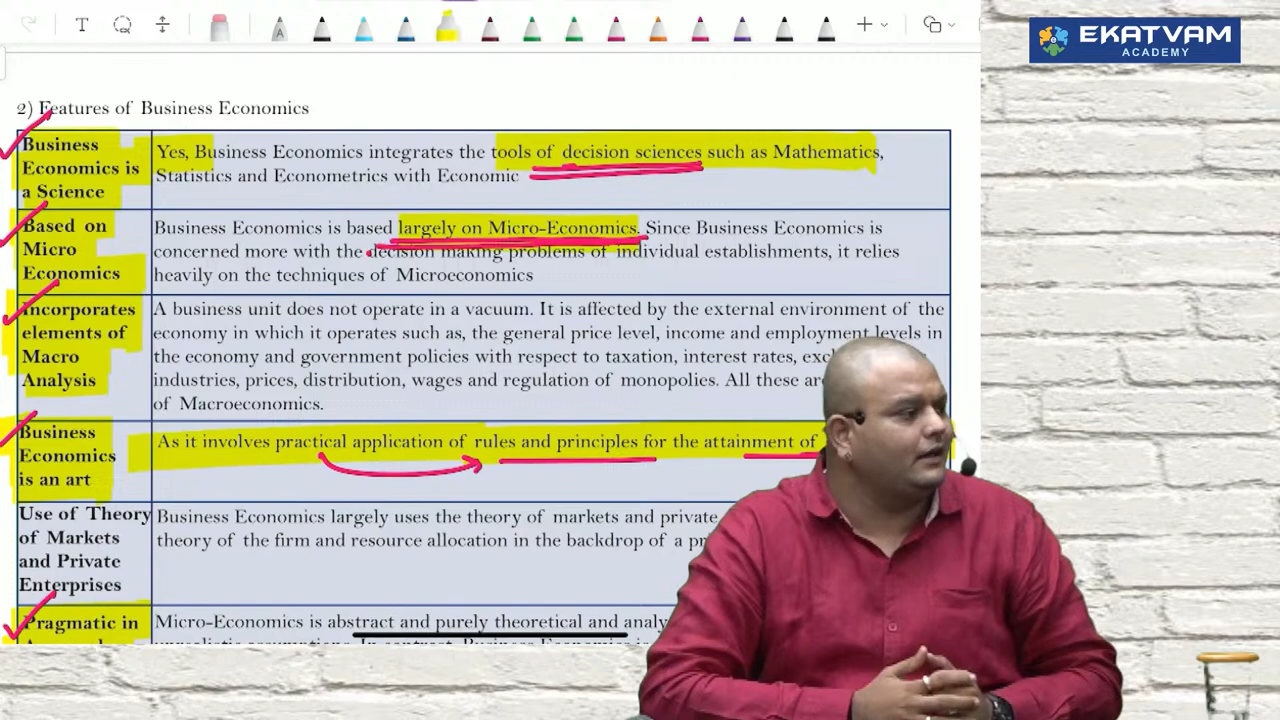 EKATVAM
ACADEMY
2) Features of Business Economics
Business
Economics is
a Science
Yes, Business Economics integrates the tools of decision sciences such as Mathematics,
Statistics and Econometrics with Economic
Based on
Micro
Economics
Business Economics is based largely on Micro-Economics. Since Business Economics is
concerned more with the decision making problems of individual establishments, it relies
heavily on the techniques of Microeconomics
Incorporates
elements of
Macro
Analysis
A business unit does not operate in a vacuum. It is affected by the external environment of the
economy in which it operates such as, the general price level, income and employment levels in
the economy and government policies with respect to taxation, interest rates,
industries, prices, distribution, wages and regulation of monopolies. All these
of Macroeconomics.
Business
Economics
is an art
As it involves practical application of rules and principles for the attainment of
Use of Theory
of Markets
and Private
Enterprises
Business Economics largely uses the theory of markets and private
theory of the firm and resource allocation in the backdrop of a
Pragmatic in
Micro-Economics is abstract and purely theoretical and
unrealistic assumptions. In contrast, Business Economics